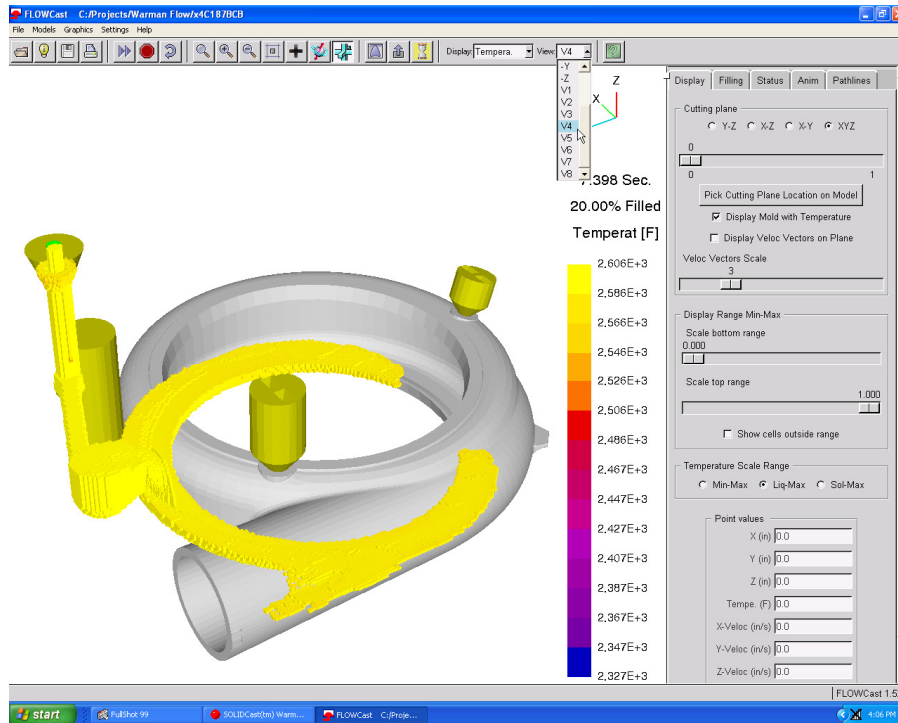 FLOWCast C:/Projects/Warman Flow/x4C187BCB
File Models Graphics Settings Help
Display: Tempera. View: V4
-Y
-Z
V1
V2
V3
V4
V5
V6
V7
V8
Z
X
7.398 Sec.
20.00% Filled
Temperat [F]
2,606E+3
2,586E+3
2,566E+3
2,546E+3
2,526E+3
2,506E+3
2,486E+3
2,467E+3
2,447E+3
2,427E+3
2,407E+3
2,387E+3
2,367E+3
2,347E+3
2,327E+3
Display Filling Status Anim Pathlines
Cutting plane
Y-Z X-Z X-Y XYZ
0
0 1
Pick Cutting Plane Location on Model
Display Mold with Temperature
Display Veloc Vectors on Plane
Veloc Vectors Scale
3
Display Range Min-Max
Scale bottom range
0.000
Scale top range
1.000
Show cells outside range
Temperature Scale Range
Min-Max Liq-Max Sol-Max
Point values
X (in) 0.0
Y (in) 0.0
Z (in) 0.0
Tempe. (F) 0.0
X-Veloc (in/s) 0.0
Y-Veloc (in/s) 0.0
Z-Veloc (in/s) 0.0
FLOWCast 1.5
start FullShot 99 SOLIDCast(tm) Warm... FLOWCast C:/Proje... 4:06 PM